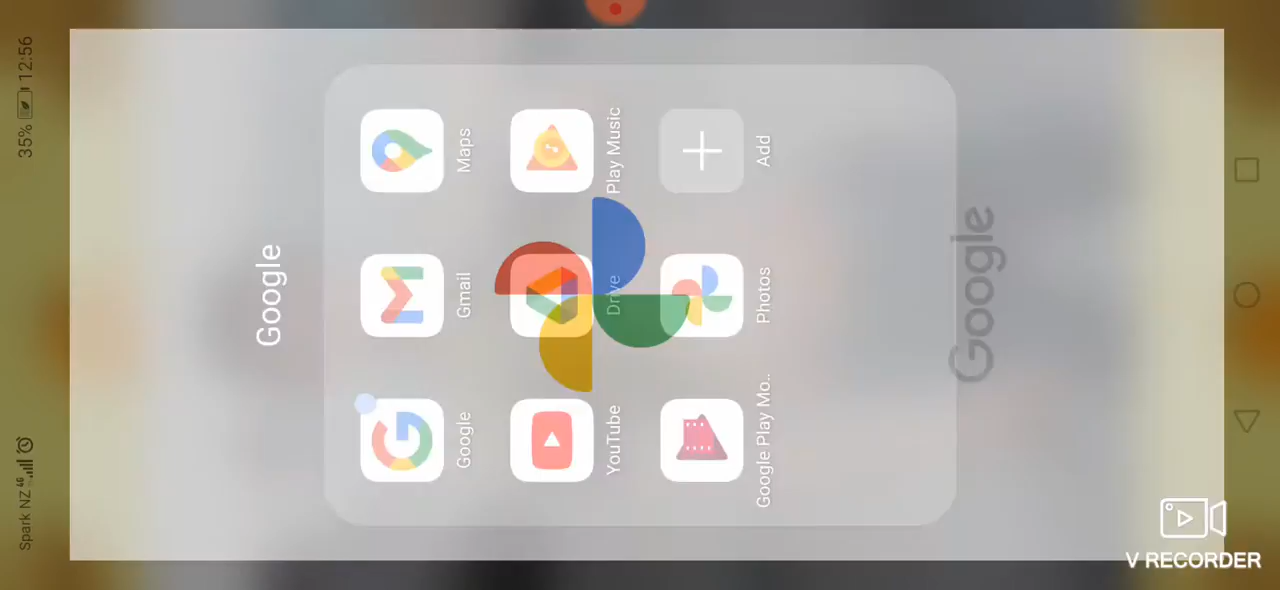 Spark NZ 4G
35% 12:56
Google
Google
Gmail
Maps
YouTube
Drive
Play Music
Google Play Mo..
Photos
Add
Google
V RECORDER